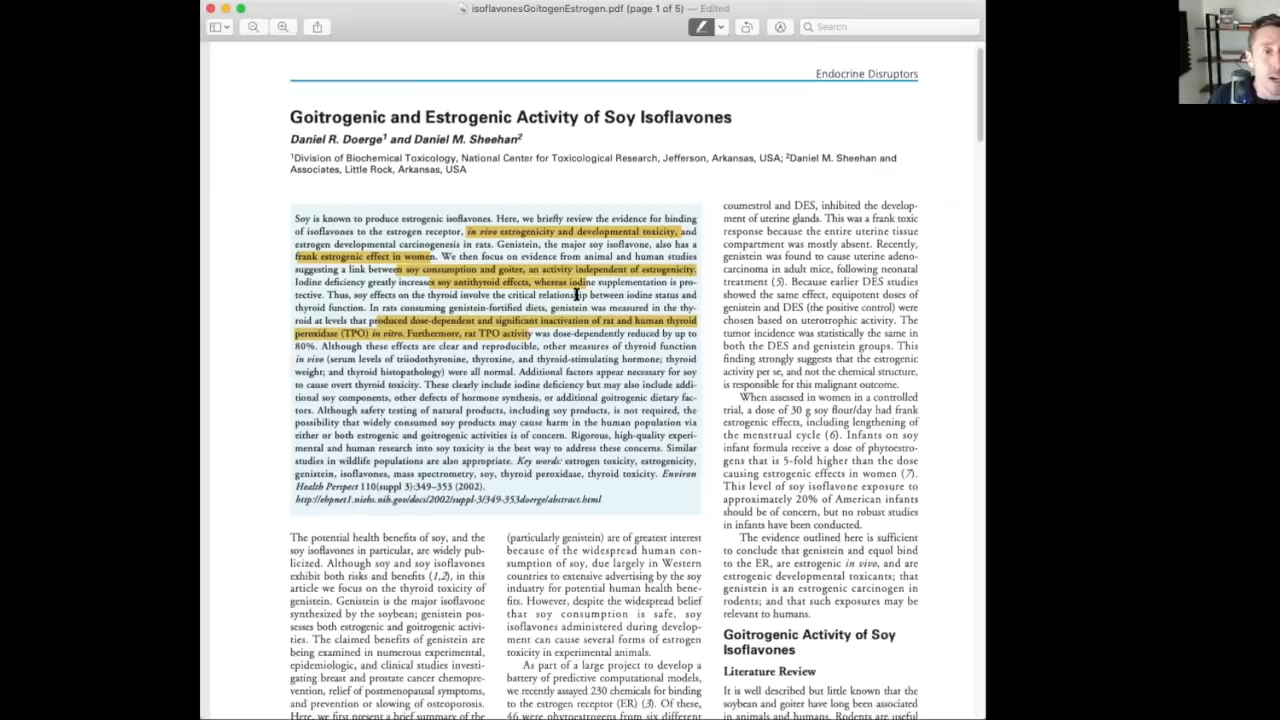 isoflavonesGoitogenEstrogen.pdf (page 1 of 5) — Edited
Search
Endocrine Disruptors
Goitrogenic and Estrogenic Activity of Soy Isoflavones
Daniel R. Doerge1 and Daniel M. Sheehan2
1Division of Biochemical Toxicology, National Center for Toxicological Research, Jefferson, Arkansas, USA; 2Daniel M. Sheehan and
Associates, Little Rock, Arkansas, USA
Soy is known to produce estrogenic isoflavones. Here, we briefly review the evidence for binding
of isoflavones to the estrogen receptor, in vivo estrogenicity and developmental toxicity, and
estrogen developmental carcinogenesis in rats. Genistein, the major soy isoflavone, also has a
frank estrogenic effect in women. We then focus on evidence from animal and human studies
suggesting a link between soy consumption and goiter, an activity independent of estrogenicity.
Iodine deficiency greatly increases soy antithyroid effects, whereas iodine supplementation is pro-
tective. Thus, soy effects on the thyroid involve the critical relationship between iodine status and
thyroid function. In rats consuming genistein-fortified diets, genistein was measured in the thy-
roid at levels that produced dose-dependent and significant inactivation of rat and human thyroid
peroxidase (TPO) in vitro. Furthermore, rat TPO activity was dose-dependently reduced by up to
80%. Although these effects are clear and reproducible, other measures of thyroid function
in vivo (serum levels of triiodothyronine, thyroxine, and thyroid-stimulating hormone; thyroid
weight; and thyroid histopathology) were all normal. Additional factors appear necessary for soy
to cause overt thyroid toxicity. These clearly include iodine deficiency but may also include addi-
tional soy components, other defects of hormone synthesis, or additional goitrogenic dietary fac-
tors. Although safety testing of natural products, including soy products, is not required, the
possibility that widely consumed soy products may cause harm in the human population via
either or both estrogenic and goitrogenic activities is of concern. Rigorous, high-quality experi-
mental and human research into soy toxicity is the best way to address these concerns. Similar
studies in wildlife populations are also appropriate. Key words: estrogen toxicity, estrogenicity,
genistein, isoflavones, mass spectrometry, soy, thyroid peroxidase, thyroid toxicity. Environ
Health Perspect 110(suppl 3):349–353 (2002).
http://ehpnet1.niehs.nih.gov/docs/2002/suppl-3/349-353doerge/abstract.html
The potential health benefits of soy, and the
soy isoflavones in particular, are widely pub-
licized. Although soy and soy isoflavones
exhibit both risks and benefits (1,2), in this
article we focus on the thyroid toxicity of
genistein. Genistein is the major isoflavone
synthesized by the soybean; genistein pos-
sesses both estrogenic and goitrogenic activi-
ties. The claimed benefits of genistein are
being examined in numerous experimental,
epidemiologic, and clinical studies investi-
gating breast and prostate cancer chemopre-
vention, relief of postmenopausal symptoms,
and prevention or slowing of osteoporosis.
Here, we first present a brief summary of the
(particularly genistein) are of greatest interest
because of the widespread human con-
sumption of soy, due largely in Western
countries to extensive advertising by the soy
industry for potential human health bene-
fits. However, despite the widespread belief
that soy consumption is safe, soy
isoflavones administered during develop-
ment can cause several forms of estrogen
toxicity in experimental animals.
As part of a large project to develop a
battery of predictive computational models,
we recently assayed 230 chemicals for binding
to the estrogen receptor (ER) (3). Of these,
46 were phytoestrogens from six different
coumestrol and DES, inhibited the develop-
ment of uterine glands. This was a frank toxic
response because the entire uterine tissue
compartment was mostly absent. Recently,
genistein was found to cause uterine adeno-
carcinoma in adult mice, following neonatal
treatment (5). Because earlier DES studies
showed the same effect, equipotent doses of
genistein and DES (the positive control) were
chosen based on uterotrophic activity. The
tumor incidence was statistically the same in
both the DES and genistein groups. This
finding strongly suggests that the estrogenic
activity per se, and not the chemical structure,
is responsible for this malignant outcome.
When assessed in women in a controlled
trial, a dose of 30 g soy flour/day had frank
estrogenic effects, including lengthening of
the menstrual cycle (6). Infants on soy
infant formula receive a dose of phytoestro-
gens that is 5-fold higher than the dose
causing estrogenic effects in women (7).
This level of soy isoflavone exposure to
approximately 20% of American infants
should be of concern, but no robust studies
in infants have been conducted.
The evidence outlined here is sufficient
to conclude that genistein and equol bind
to the ER, are estrogenic in vivo, and are
estrogenic developmental toxicants; that
genistein is an estrogenic carcinogen in
rodents; and that such exposures may be
relevant to humans.
Goitrogenic Activity of Soy
Isoflavones
Literature Review
It is well described but little known that the
soybean and goiter have long been associated
in animals and humans. Rodents are useful